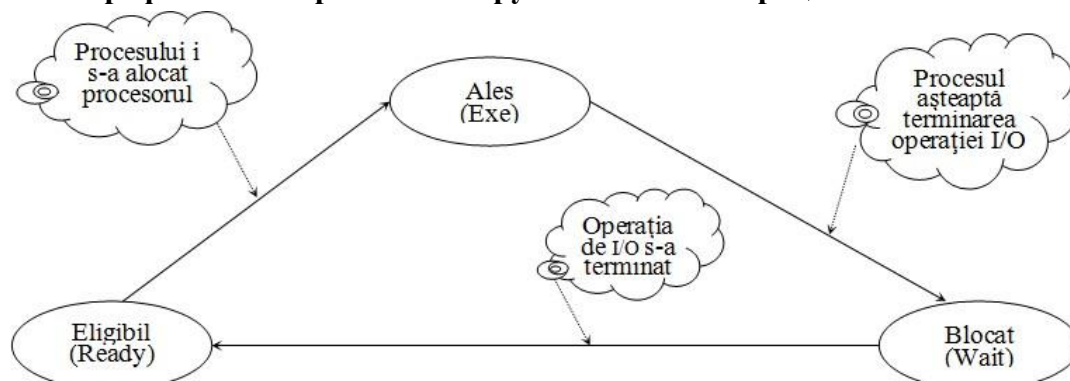 Procesului i
s-a alocat
procesorul
Ales
(Exe)
Procesul
așteaptă
terminarea
operației I/O
Operația
de I/O s-a
terminat
Eligibil
(Ready)
Blocat
(Wait)